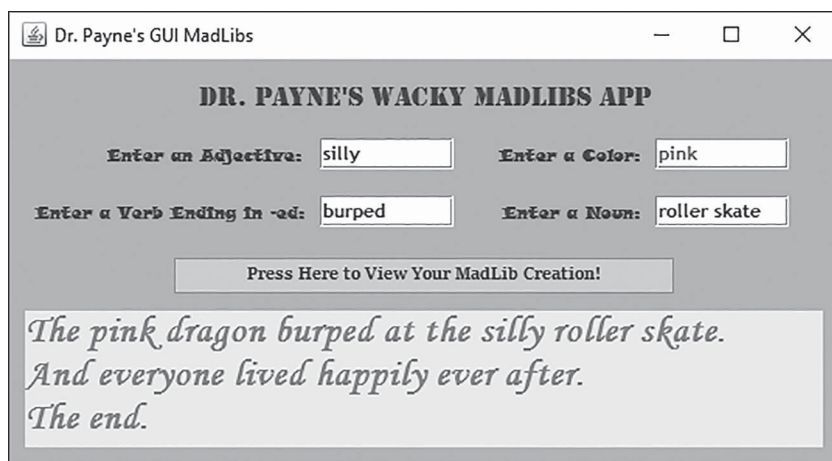 Dr. Payne's GUI MadLibs
DR. PAYNE'S WACKY MADLIBS APP
Enter an Adjective: silly Enter a Color: pink
Enter a Verb Ending in -ed: burped Enter a Noun: roller skate
Press Here to View Your MadLib Creation!
The pink dragon burped at the silly roller skate.
And everyone lived happily ever after.
The end.